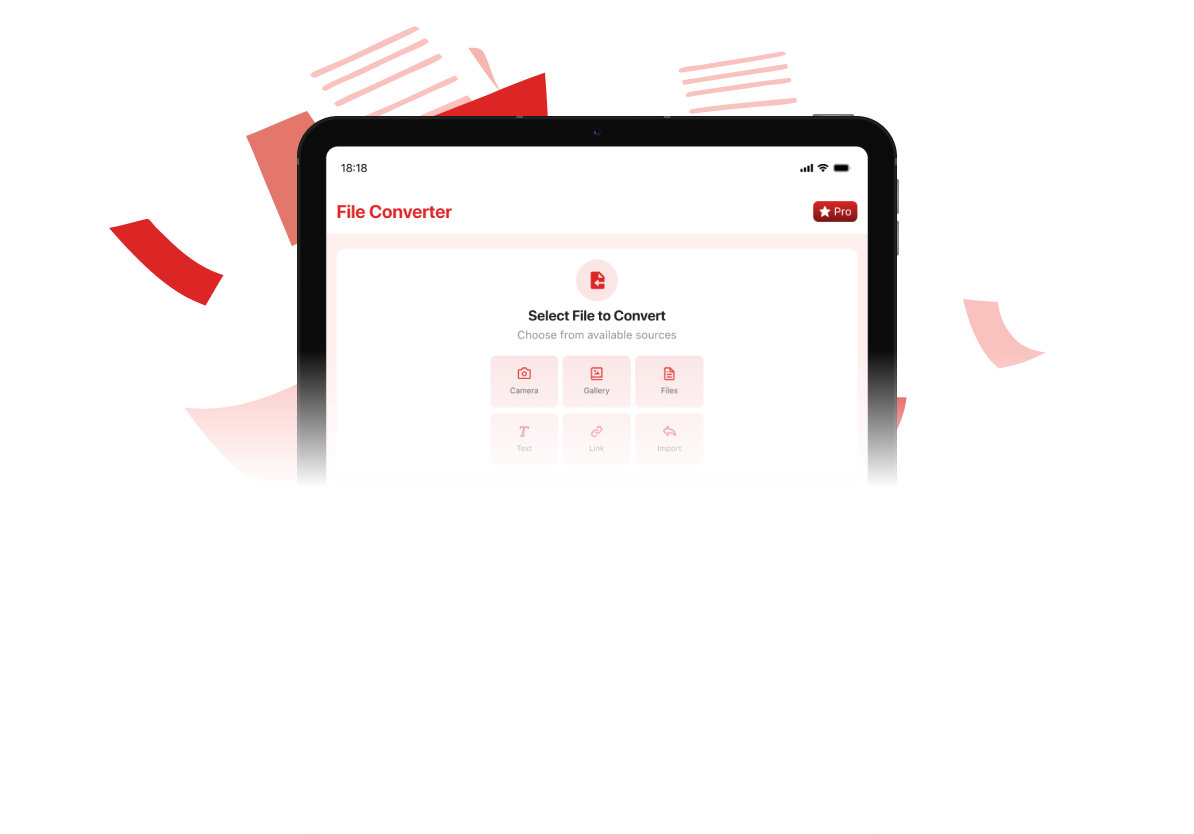 18:18
File Converter
Pro
Select File to Convert
Choose from available sources
Camera Gallery Files
Text Link Import